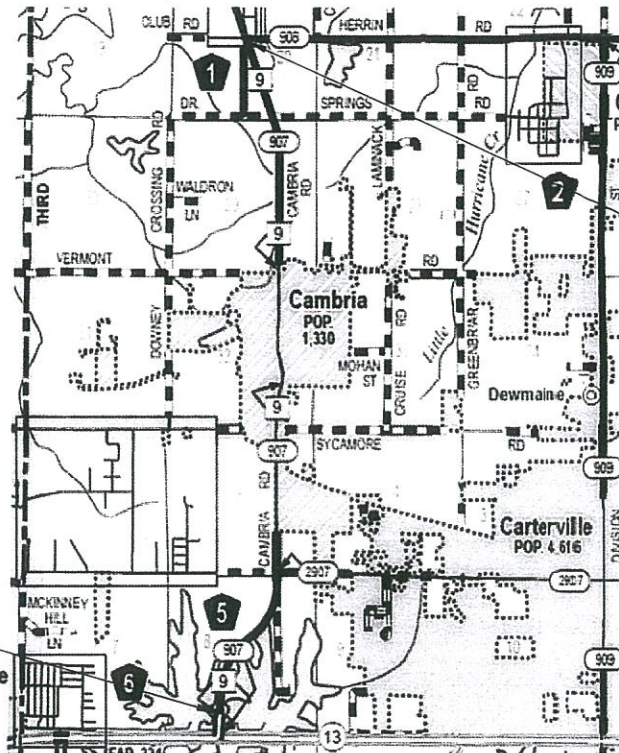 CLUB RD
HERRIN RD
906
909
1
9
DR.
SPRINGS RD
907
CAMBRIA RD
LAMNACK
Hurricane Cr
THIRD
CROSSING RD
WALDRON LN
2
ST
9
VERMONT
RD
Cambria
POP.
1,330
DOWNEY
MOHAN ST
CRUISE RD
Little
GREENBRIAR
Dewmaine
9
907
SYCAMORE RD
909
CAMBRIA RD
Carterville
POP. 4,616
DIVISION
2907
2907
MCKINNEY HILL LN
5
907
9
6
10
909
13